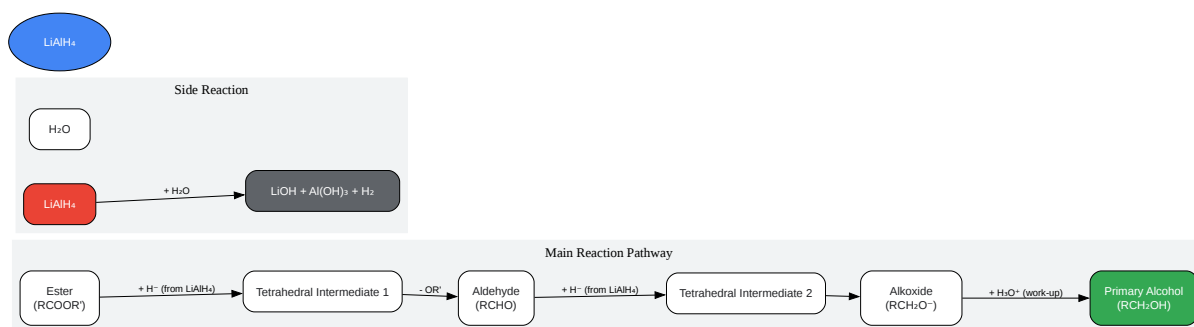 LiAlH₄
Side Reaction
H₂O
LiAlH₄
+ H₂O
LiOH + Al(OH)₃ + H₂
Main Reaction Pathway
Ester
(RCOOR')
+ H⁻ (from LiAlH₄)
Tetrahedral Intermediate 1
- OR'
Aldehyde
(RCHO)
+ H⁻ (from LiAlH₄)
Tetrahedral Intermediate 2
Alkoxide
(RCH₂O⁻)
+ H₃O⁺ (work-up)
Primary Alcohol
(RCH₂OH)